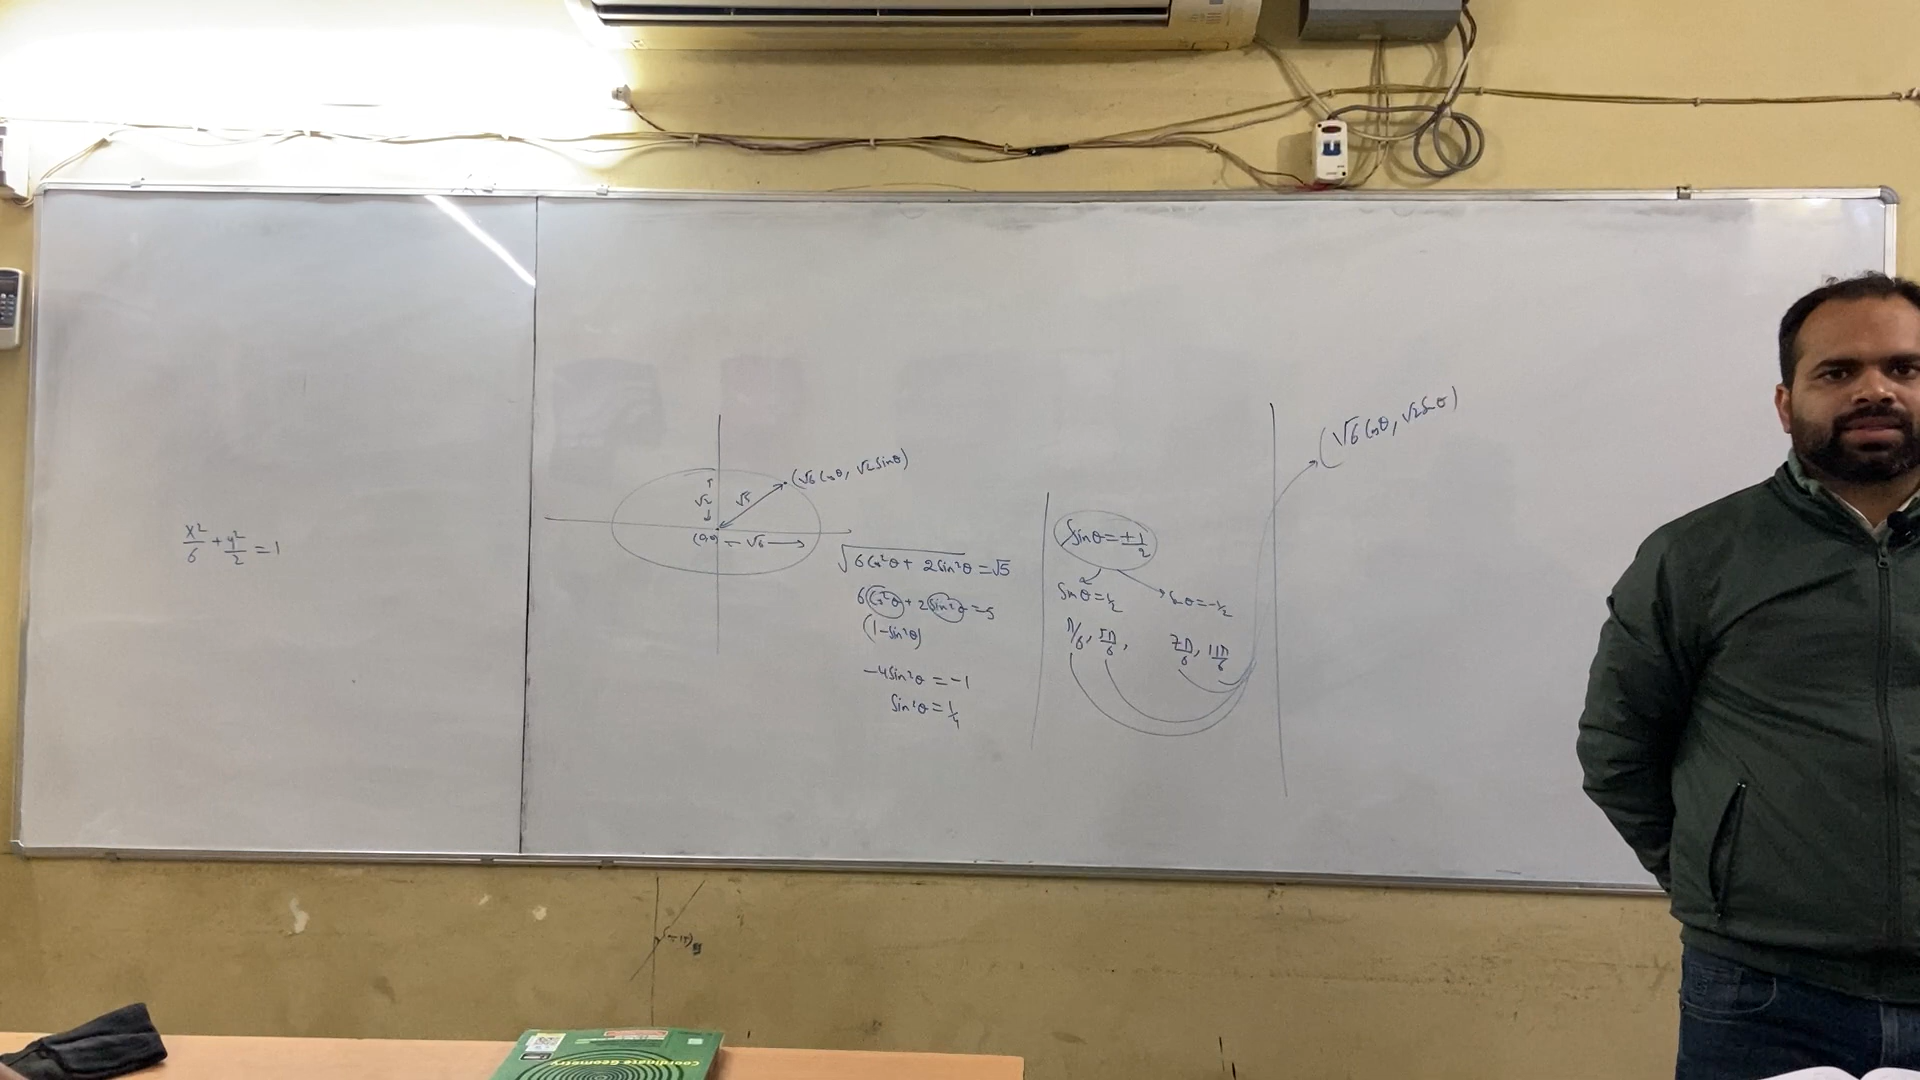 x²/6 + y²/2 = 1
(√6 Cosθ, √2 Sinθ)
√2
√5
(0,0)
√6
√(6Cos²θ + 2Sin²θ) = √5
6Cos²θ + 2Sin²θ = 5
(1-Sin²θ)
-4Sin²θ = -1
Sin²θ = 1/4
Sinθ = ±1/2
Sinθ = 1/2
Sinθ = -1/2
π/6, 5π/6,
7π/6, 11π/6
(√6 Cosθ, √2 Sinθ)
Coordinate Geometry